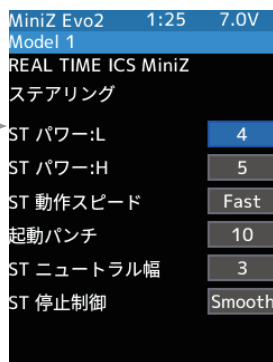 MiniZ Evo2 1:25 7.0V
Model 1
REAL TIME ICS MiniZ
ステアリング
ST パワー:L 4
ST パワー:H 5
ST 動作スピード Fast
起動パンチ 10
ST ニュートラル幅 3
ST 停止制御 Smooth